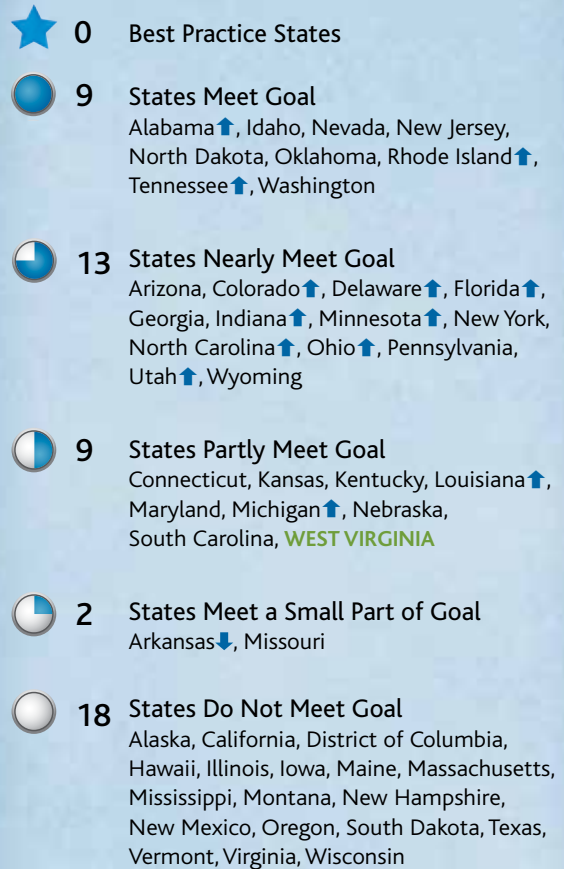 0 Best Practice States
9 States Meet Goal
Alabama⬆, Idaho, Nevada, New Jersey,
North Dakota, Oklahoma, Rhode Island⬆,
Tennessee⬆, Washington
13 States Nearly Meet Goal
Arizona, Colorado⬆, Delaware⬆, Florida⬆,
Georgia, Indiana⬆, Minnesota⬆, New York,
North Carolina⬆, Ohio⬆, Pennsylvania,
Utah⬆, Wyoming
9 States Partly Meet Goal
Connecticut, Kansas, Kentucky, Louisiana⬆,
Maryland, Michigan⬆, Nebraska,
South Carolina, WEST VIRGINIA
2 States Meet a Small Part of Goal
Arkansas⬇, Missouri
18 States Do Not Meet Goal
Alaska, California, District of Columbia,
Hawaii, Illinois, Iowa, Maine, Massachusetts,
Mississippi, Montana, New Hampshire,
New Mexico, Oregon, South Dakota, Texas,
Vermont, Virginia, Wisconsin